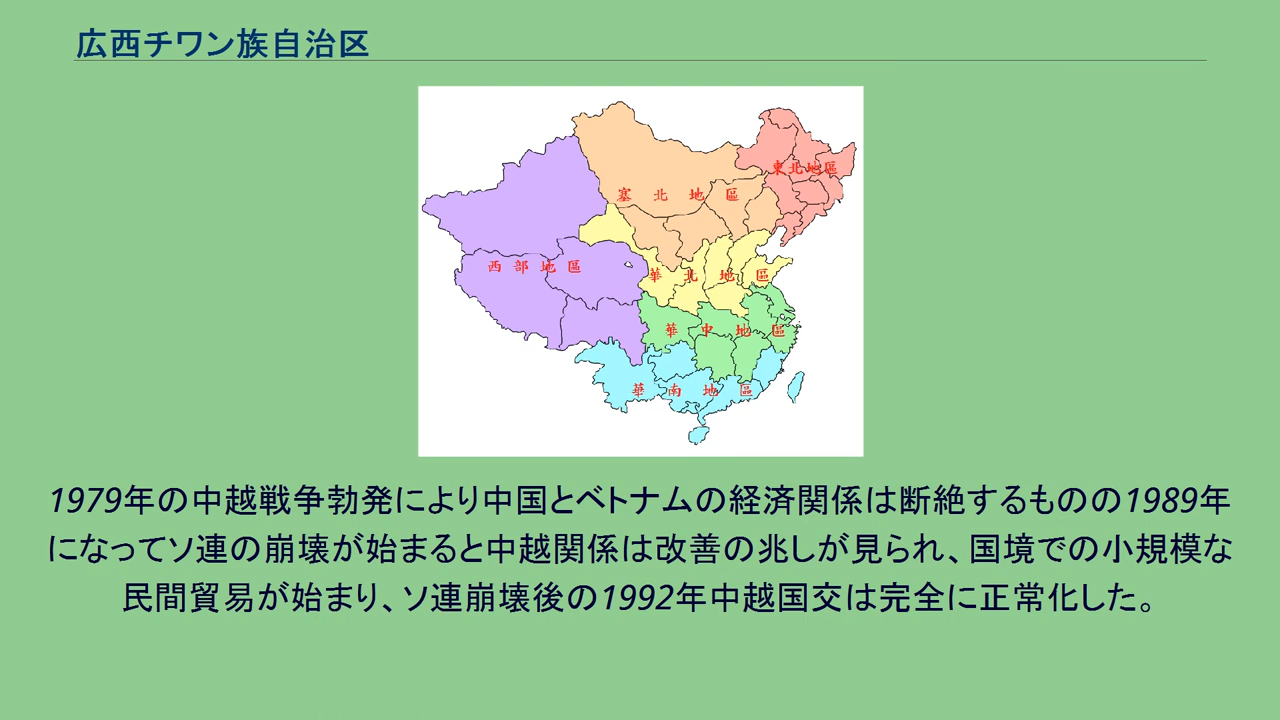 広西チワン族自治区
東北地區
塞北地區
西部地區
華北地區
華中地區
華南地區
1979年の中越戦争勃発により中国とベトナムの経済関係は断絶するものの1989年
になってソ連の崩壊が始まると中越関係は改善の兆しが見られ、国境での小規模な
民間貿易が始まり、ソ連崩壊後の1992年中越国交は完全に正常化した。